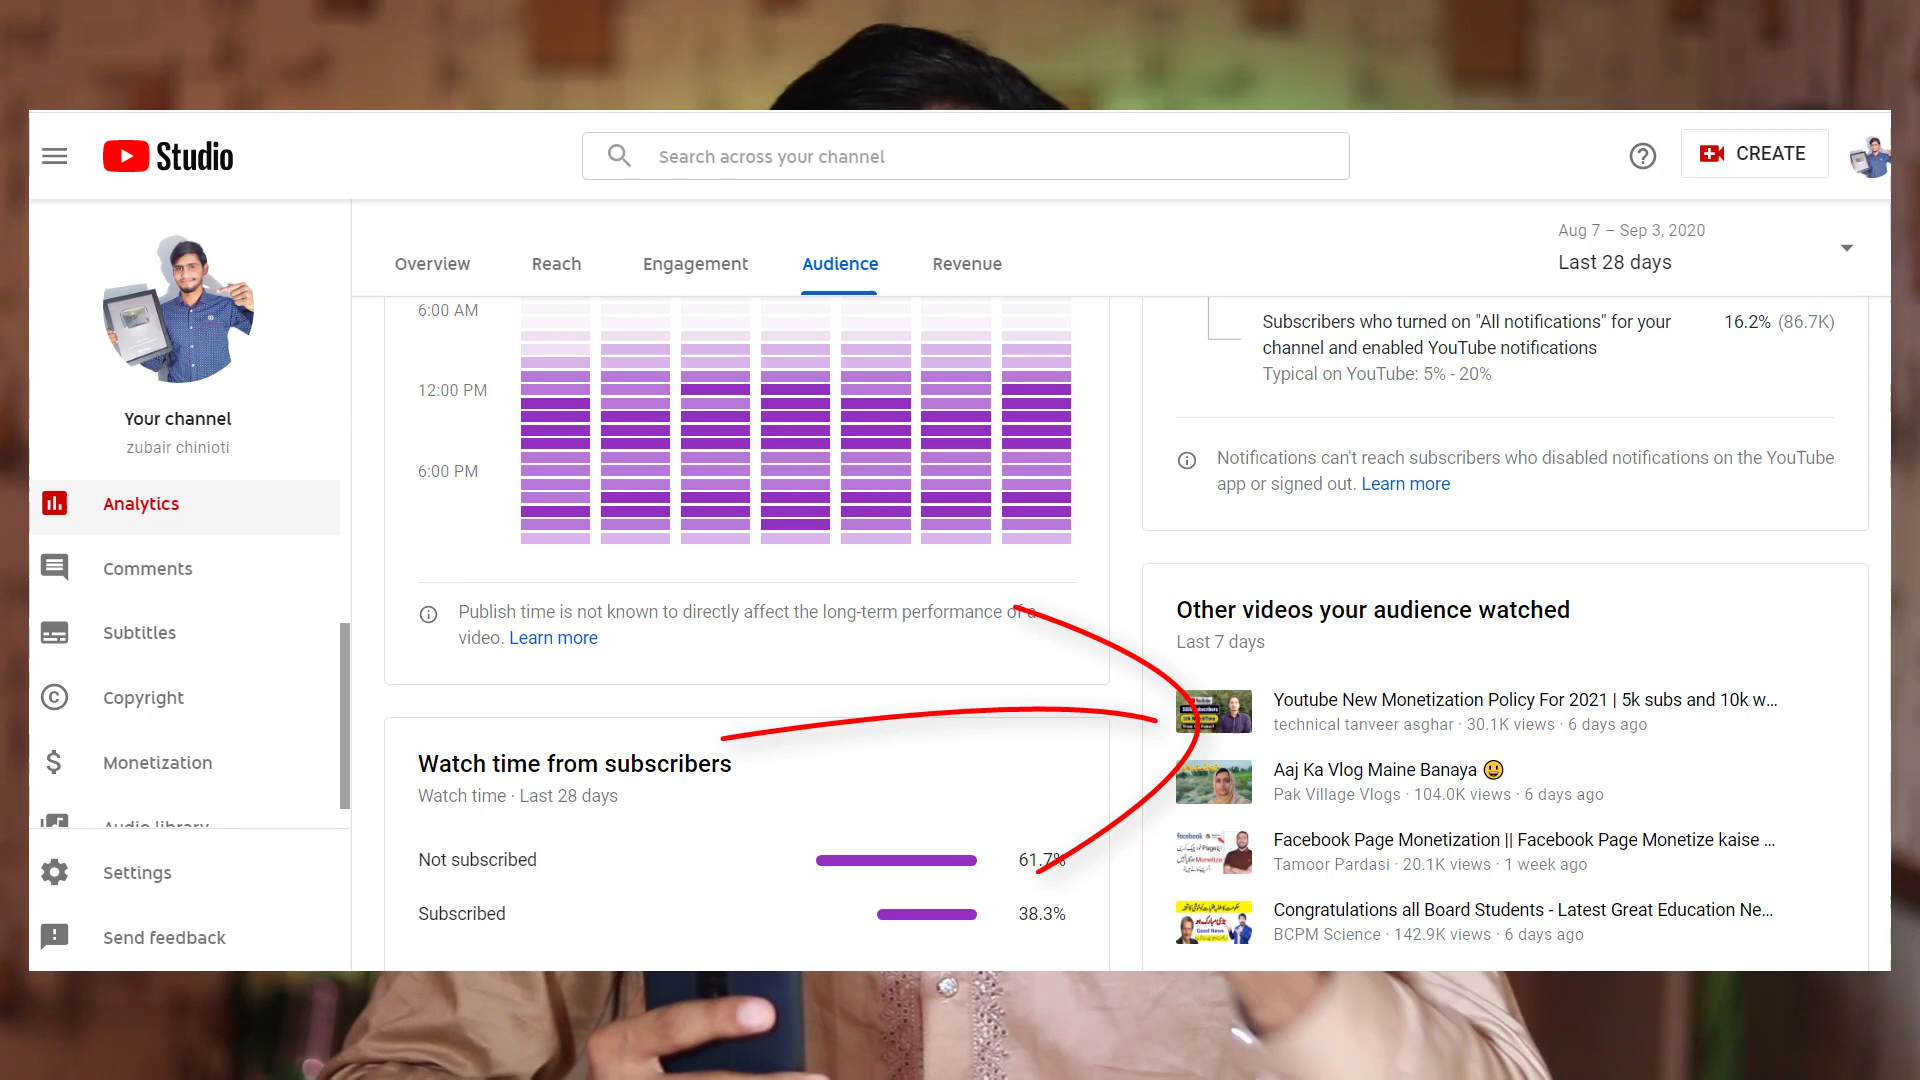 Studio
Search across your channel
CREATE
Your channel
zubair chinioti
Analytics
Comments
Subtitles
Copyright
Monetization
Audio library
Settings
Send feedback
Overview
Reach
Engagement
Audience
Revenue
Aug 7 – Sep 3, 2020
Last 28 days
6:00 AM
12:00 PM
6:00 PM
Publish time is not known to directly affect the long-term performance of a
video. Learn more
Watch time from subscribers
Watch time · Last 28 days
Not subscribed 61.7%
Subscribed 38.3%
Subscribers who turned on "All notifications" for your 16.2% (86.7K)
channel and enabled YouTube notifications
Typical on YouTube: 5% - 20%
Notifications can't reach subscribers who disabled notifications on the YouTube
app or signed out. Learn more
Other videos your audience watched
Last 7 days
Youtube New Monetization Policy For 2021 | 5k subs and 10k w...
technical tanveer asghar · 30.1K views · 6 days ago
Aaj Ka Vlog Maine Banaya 😃
Pak Village Vlogs · 104.0K views · 6 days ago
facebook
Facebook Page Monetization || Facebook Page Monetize kaise ...
Tamoor Pardasi · 20.1K views · 1 week ago
Good News
Congratulations all Board Students - Latest Great Education Ne...
BCPM Science · 142.9K views · 6 days ago